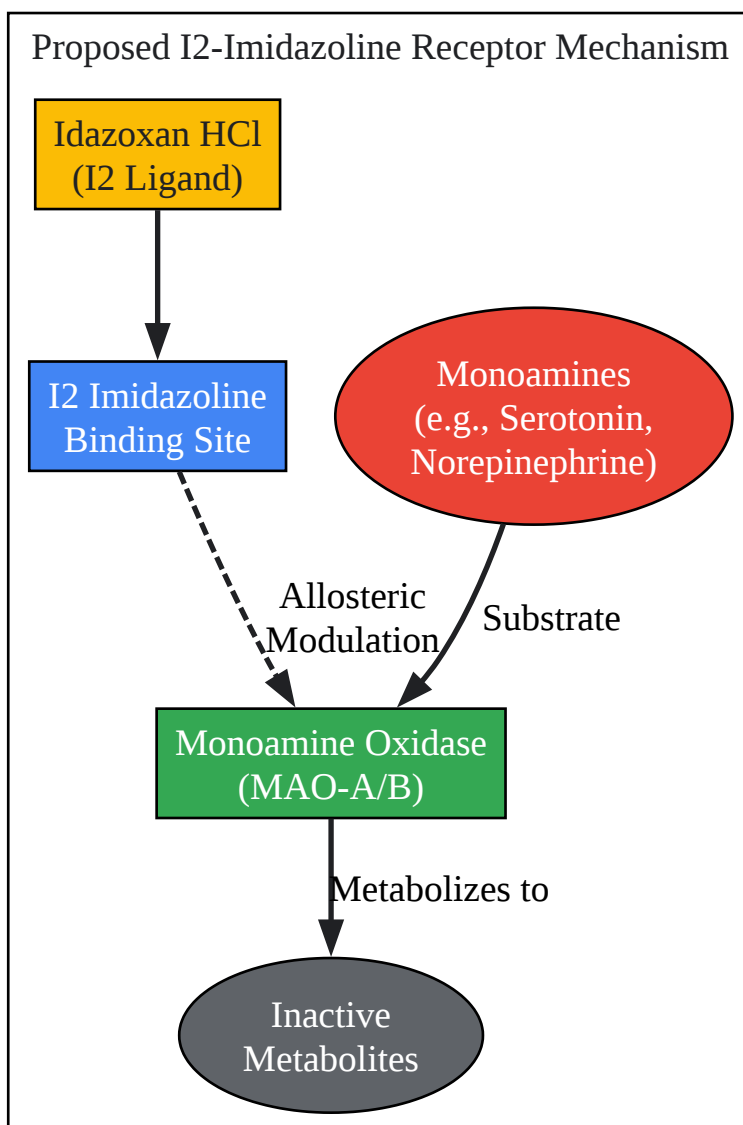 Proposed I2-Imidazoline Receptor Mechanism
Idazoxan HCl
(I2 Ligand)
I2 Imidazoline
Binding Site
Monoamines
(e.g., Serotonin,
Norepinephrine)
Allosteric
Modulation
Substrate
Monoamine Oxidase
(MAO-A/B)
Metabolizes to
Inactive
Metabolites